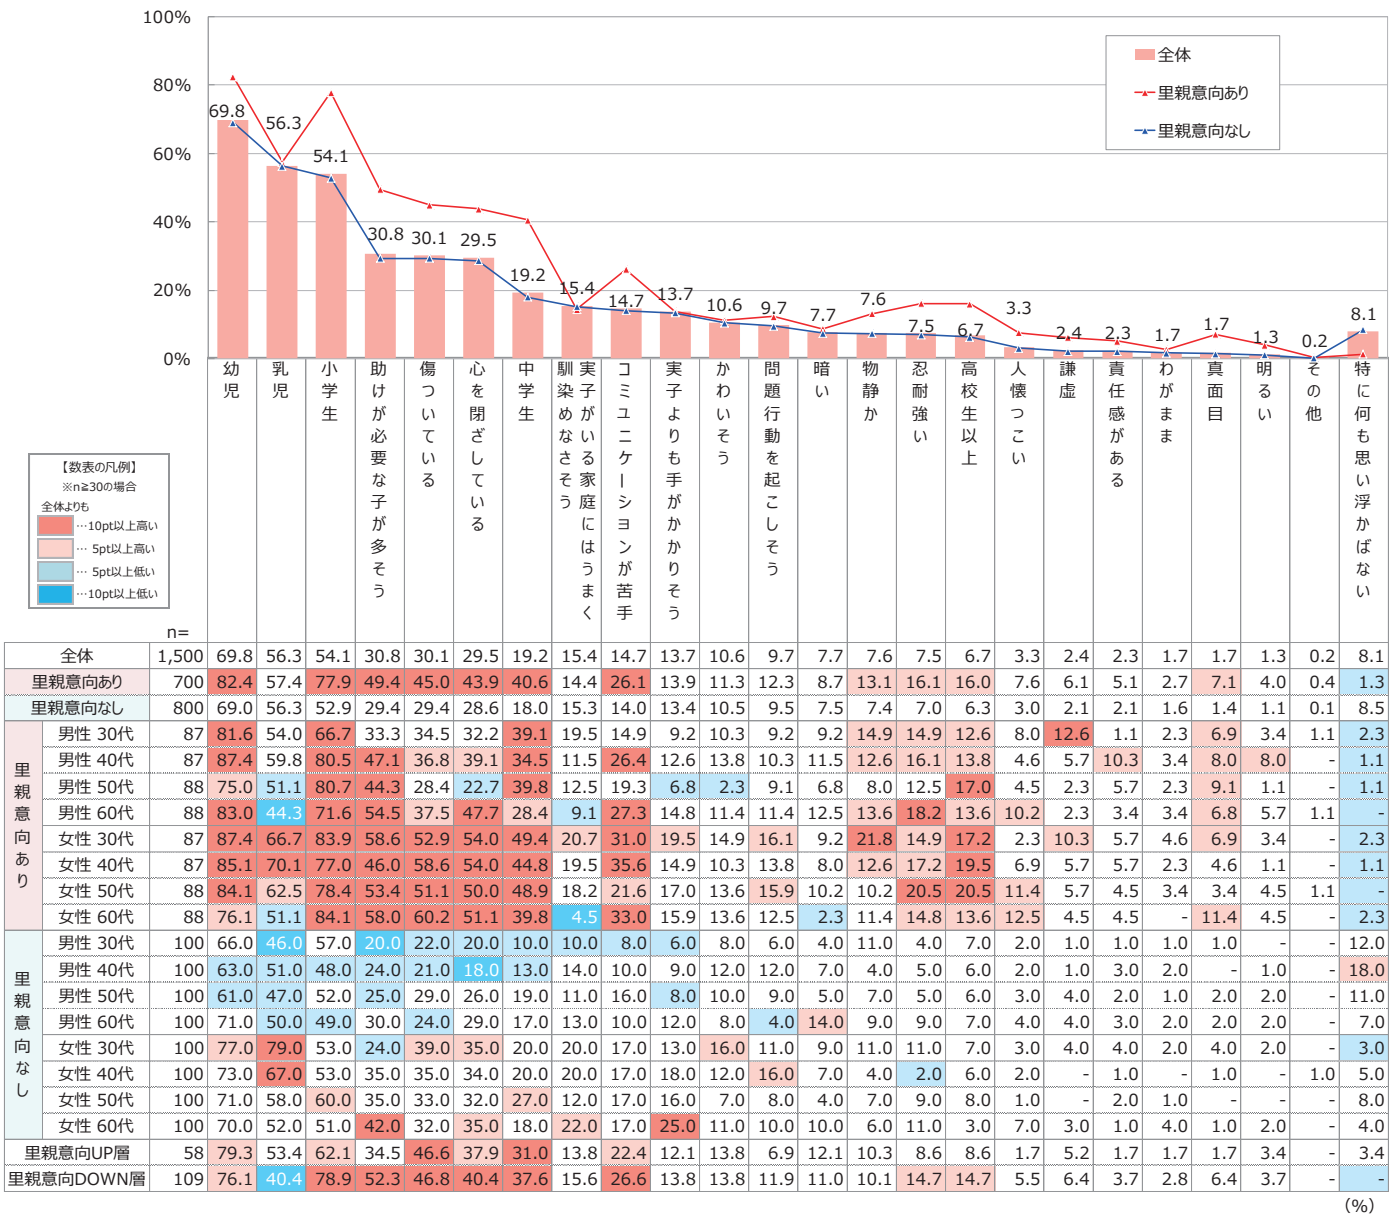 100%
80%
60%
40%
20%
0%
全体
里親意向あり
里親意向なし
69.8
56.3
54.1
30.8
30.1
29.5
19.2
15.4
14.7
13.7
10.6
9.7
7.7
7.6
7.5
6.7
3.3
2.4
2.3
1.7
1.7
1.3
0.2
8.1
幼児
乳児
小学生
助けが必要な子が多そう
傷ついている
心を閉ざしている
中学生
実子がいる家庭にはうまく
馴染めなさそう
コミュニケーションが苦手
実子よりも手がかかりそう
かわいそう
問題行動を起こしそう
暗い
物静か
忍耐強い
高校生以上
人懐つこい
謙虚
責任感がある
わがまま
真面目
明るい
その他
特に何も思い浮かばない
【数表の凡例】
※n≧30の場合
全体よりも
…10pt以上高い
… 5pt以上高い
… 5pt以上低い
…10pt以上低い
n=
全体 1,500 69.8 56.3 54.1 30.8 30.1 29.5 19.2 15.4 14.7 13.7 10.6 9.7 7.7 7.6 7.5 6.7 3.3 2.4 2.3 1.7 1.7 1.3 0.2 8.1
里親意向あり 700 82.4 57.4 77.9 49.4 45.0 43.9 40.6 14.4 26.1 13.9 11.3 12.3 8.7 13.1 16.1 16.0 7.6 6.1 5.1 2.7 7.1 4.0 0.4 1.3
里親意向なし 800 69.0 56.3 52.9 29.4 29.4 28.6 18.0 15.3 14.0 13.4 10.5 9.5 7.5 7.4 7.0 6.3 3.0 2.1 2.1 1.6 1.4 1.1 0.1 8.5
里親意向あり
男性 30代 87 81.6 54.0 66.7 33.3 34.5 32.2 39.1 19.5 14.9 9.2 10.3 9.2 9.2 14.9 14.9 12.6 8.0 12.6 1.1 2.3 6.9 3.4 1.1 2.3
男性 40代 87 87.4 59.8 80.5 47.1 36.8 39.1 34.5 11.5 26.4 12.6 13.8 10.3 11.5 12.6 16.1 13.8 4.6 5.7 10.3 3.4 8.0 8.0 - 1.1
男性 50代 88 75.0 51.1 80.7 44.3 28.4 22.7 39.8 12.5 19.3 6.8 2.3 9.1 6.8 8.0 12.5 17.0 4.5 2.3 5.7 2.3 9.1 1.1 - 1.1
男性 60代 88 83.0 44.3 71.6 54.5 37.5 47.7 28.4 9.1 27.3 14.8 11.4 11.4 12.5 13.6 18.2 13.6 10.2 2.3 3.4 3.4 6.8 5.7 1.1 -
女性 30代 87 87.4 66.7 83.9 58.6 52.9 54.0 49.4 20.7 31.0 19.5 14.9 16.1 9.2 21.8 14.9 17.2 2.3 10.3 5.7 4.6 6.9 3.4 - 2.3
女性 40代 87 85.1 70.1 77.0 46.0 58.6 54.0 44.8 19.5 35.6 14.9 10.3 13.8 8.0 12.6 17.2 19.5 6.9 5.7 5.7 2.3 4.6 1.1 - 1.1
女性 50代 88 84.1 62.5 78.4 53.4 51.1 50.0 48.9 18.2 21.6 17.0 13.6 15.9 10.2 10.2 20.5 20.5 11.4 5.7 4.5 3.4 3.4 4.5 1.1 -
女性 60代 88 76.1 51.1 84.1 58.0 60.2 51.1 39.8 4.5 33.0 15.9 13.6 12.5 2.3 11.4 14.8 13.6 12.5 4.5 4.5 - 11.4 4.5 - 2.3
里親意向なし
男性 30代 100 66.0 46.0 57.0 20.0 22.0 20.0 10.0 10.0 8.0 6.0 8.0 6.0 4.0 11.0 4.0 7.0 2.0 1.0 1.0 1.0 1.0 - - 12.0
男性 40代 100 63.0 51.0 48.0 24.0 21.0 18.0 13.0 14.0 10.0 9.0 12.0 12.0 7.0 4.0 5.0 6.0 2.0 1.0 3.0 2.0 - 1.0 - 18.0
男性 50代 100 61.0 47.0 52.0 25.0 29.0 26.0 19.0 11.0 16.0 8.0 10.0 9.0 5.0 7.0 5.0 6.0 3.0 4.0 2.0 1.0 2.0 2.0 - 11.0
男性 60代 100 71.0 50.0 49.0 30.0 24.0 29.0 17.0 13.0 10.0 12.0 8.0 4.0 14.0 9.0 9.0 7.0 4.0 4.0 3.0 2.0 2.0 2.0 - 7.0
女性 30代 100 77.0 79.0 53.0 24.0 39.0 35.0 20.0 20.0 17.0 13.0 16.0 11.0 9.0 11.0 11.0 7.0 3.0 4.0 4.0 2.0 4.0 2.0 - 3.0
女性 40代 100 73.0 67.0 53.0 35.0 35.0 34.0 20.0 20.0 17.0 18.0 12.0 16.0 7.0 4.0 2.0 6.0 2.0 - 1.0 - 1.0 - 1.0 5.0
女性 50代 100 71.0 58.0 60.0 35.0 33.0 32.0 27.0 12.0 17.0 16.0 7.0 8.0 4.0 7.0 9.0 8.0 1.0 - 2.0 1.0 - - - 8.0
女性 60代 100 70.0 52.0 51.0 42.0 32.0 35.0 18.0 22.0 17.0 25.0 11.0 10.0 10.0 6.0 11.0 3.0 7.0 3.0 1.0 4.0 1.0 2.0 - 4.0
里親意向UP層 58 79.3 53.4 62.1 34.5 46.6 37.9 31.0 13.8 22.4 12.1 13.8 6.9 12.1 10.3 8.6 8.6 1.7 5.2 1.7 1.7 1.7 3.4 - 3.4
里親意向DOWN層 109 76.1 40.4 78.9 52.3 46.8 40.4 37.6 15.6 26.6 13.8 13.8 11.9 11.0 10.1 14.7 14.7 5.5 6.4 3.7 2.8 6.4 3.7 - -
(%)